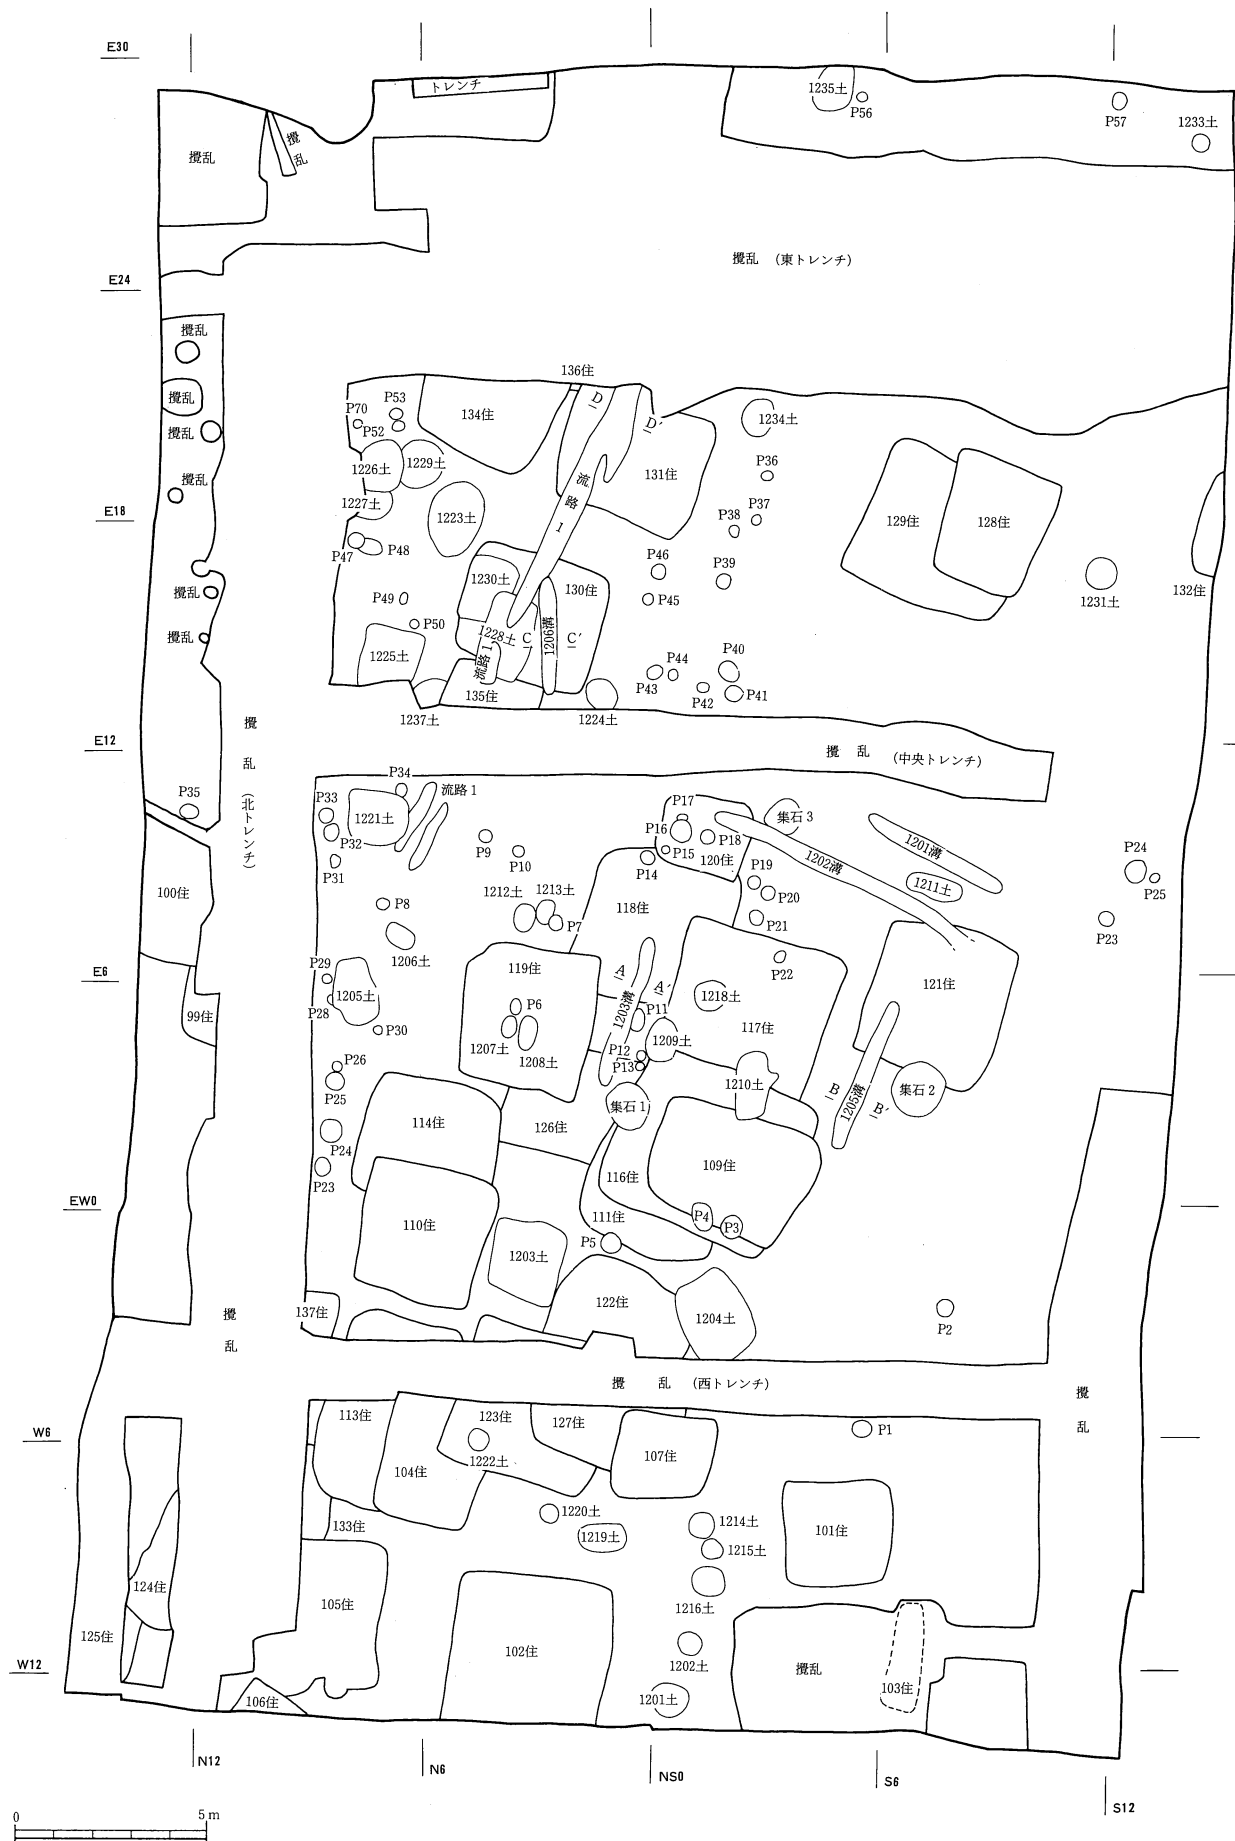 E30
トレンチ
1235土
P56
P57
1233土
攪乱
攪乱
攪乱 (東トレンチ)
E24
攪乱
攪乱
攪乱
攪乱
攪乱
攪乱
136住
P70
P53
P52
134住
D
D′
1234土
1226土
1229土
131住
P36
1227土
E18
1223土
流路1
P38
P37
129住
128住
P47
P48
P46
P39
1230土
130住
P49
P45
1231土
132住
P50
1228土
C
1206溝
C′
1225土
流路1
P44
P40
P43
P42
P41
135住
1237土
1224土
E12
攪乱 (中央トレンチ)
攪乱 (北トレンチ)
P35
P34
流路1
P33
1221土
P32
P31
P17
P16
P18
P15
120住
集石3
1202溝
1201溝
1211土
P9
P10
P14
P19
P20
P24
P25
100住
P8
1212土
1213土
P7
118住
P21
P23
1206土
P22
E6
P29
1205土
P28
P30
119住
P6
1207土
1208土
A
A′
1203溝
P11
1218土
117住
121住
99住
1209土
P12
P13
P26
P25
1210土
集石1
B
1205溝
B′
集石2
114住
126住
P24
P23
116住
109住
EW0
110住
111住
P4
P3
P5
1203土
137住
122住
1204土
P2
攪乱
攪乱 (西トレンチ)
攪乱
W6
113住
123住
127住
P1
104住
1222土
107住
133住
1220土
1219土
1214土
1215土
101住
124住
105住
1216土
125住
102住
1202土
攪乱
103住
W12
106住
1201土
N12
N6
NS0
S6
S12
0
5m